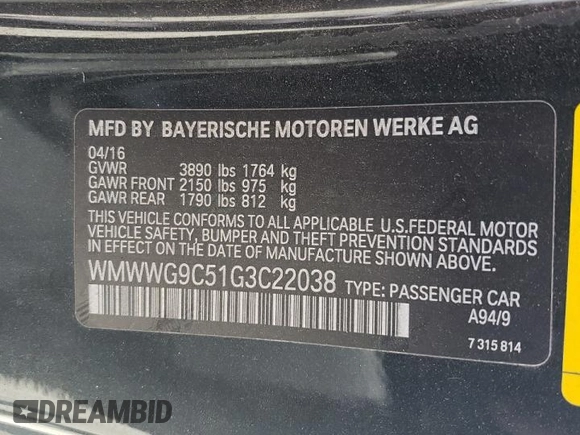 MFD BY BAYERISCHE MOTOREN WERKE AG
04/16
GVWR 3890 lbs 1764 kg
GAWR FRONT 2150 lbs 975 kg
GAWR REAR 1790 lbs 812 kg
THIS VEHICLE CONFORMS TO ALL APPLICABLE U.S.FEDERAL MOTOR
VEHICLE SAFETY, BUMPER AND THEFT PREVENTION STANDARDS
IN EFFECT ON THE DATE OF MANUFACTURE SHOWN ABOVE.
WMWWG9C51G3C22038 TYPE: PASSENGER CAR
A94/9
7 315 814
DREAMBID